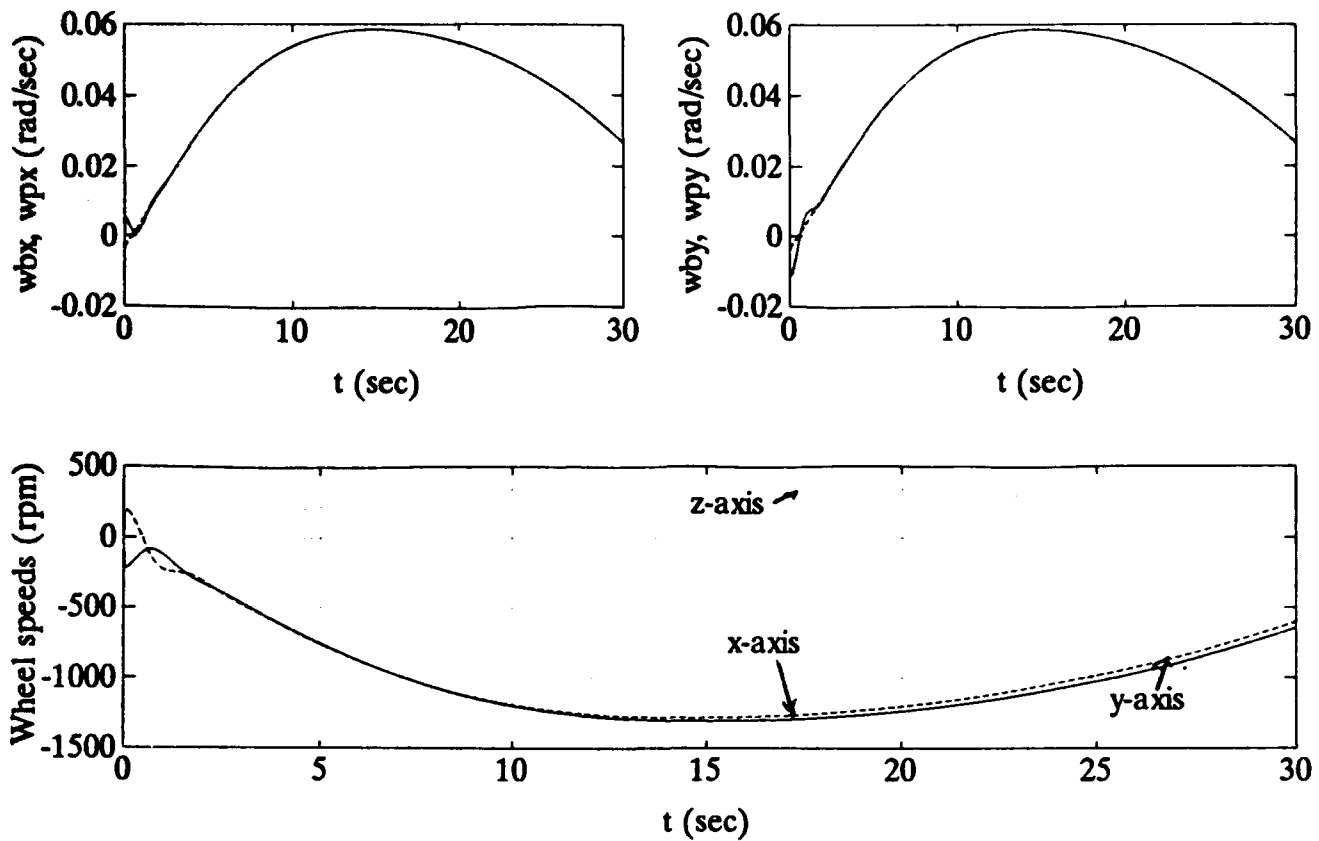 wbx, wpx (rad/sec)
0.06
0.04
0.02
0
-0.02
0 10 20 30
t (sec)
wby, wpy (rad/sec)
0.06
0.04
0.02
0
-0.02
0 10 20 30
t (sec)
Wheel speeds (rpm)
500
0
-500
-1000
-1500
z-axis
x-axis
y-axis
0 5 10 15 20 25 30
t (sec)